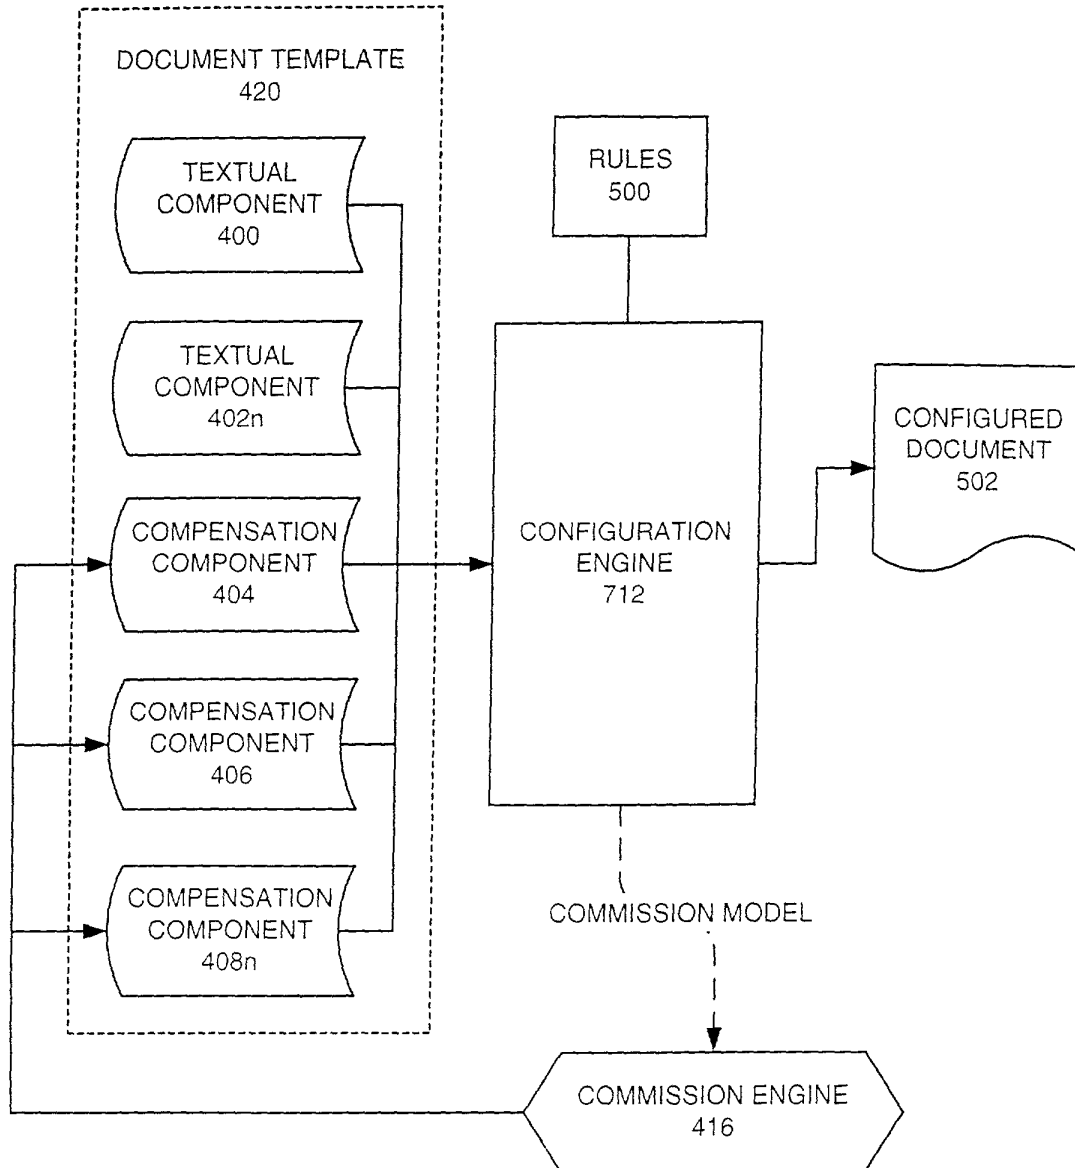 DOCUMENT TEMPLATE
420
TEXTUAL
COMPONENT
400
TEXTUAL
COMPONENT
402n
COMPENSATION
COMPONENT
404
COMPENSATION
COMPONENT
406
COMPENSATION
COMPONENT
408n
RULES
500
CONFIGURATION
ENGINE
712
CONFIGURED
DOCUMENT
502
COMMISSION MODEL
COMMISSION ENGINE
416